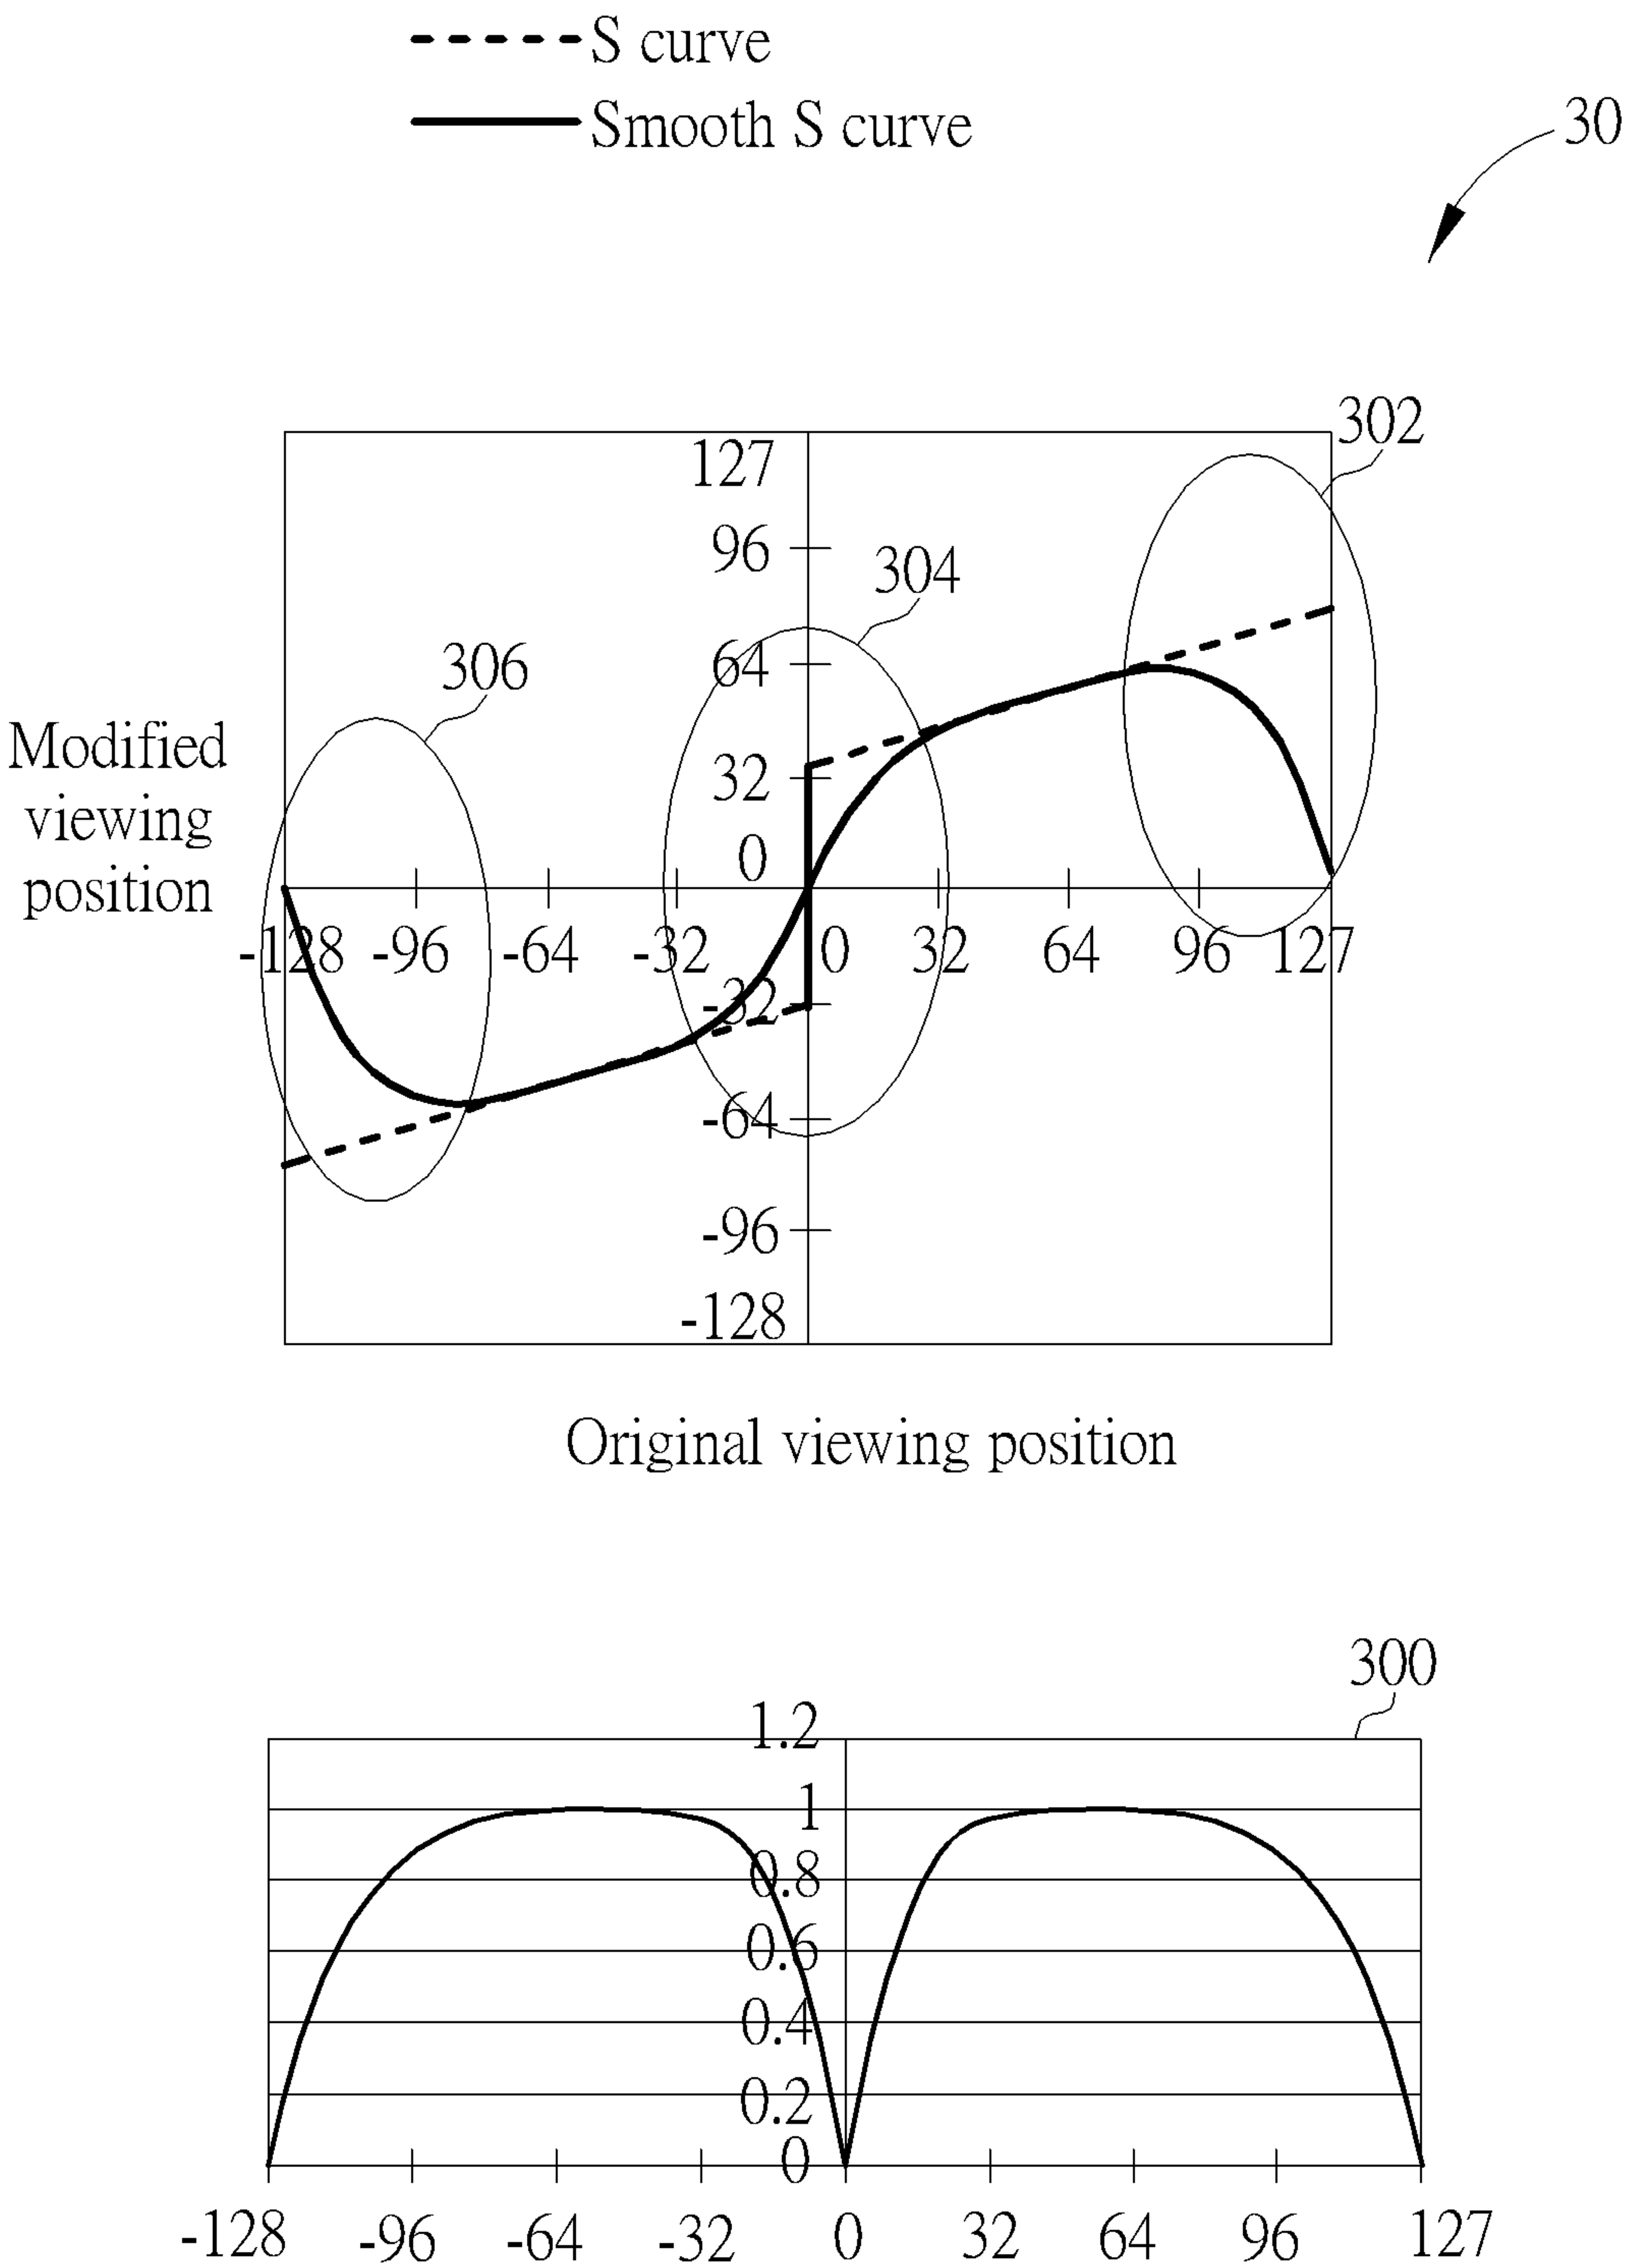 S curve
Smooth S curve
30
302
127
96
304
64
306
Modified
viewing
position
32
0
-128 -96 -64 -32 0 32 64 96 127
-32
-64
-96
-128
Original viewing position
300
1.2
1
0.8
0.6
0.4
0.2
0
-128 -96 -64 -32 0 32 64 96 127